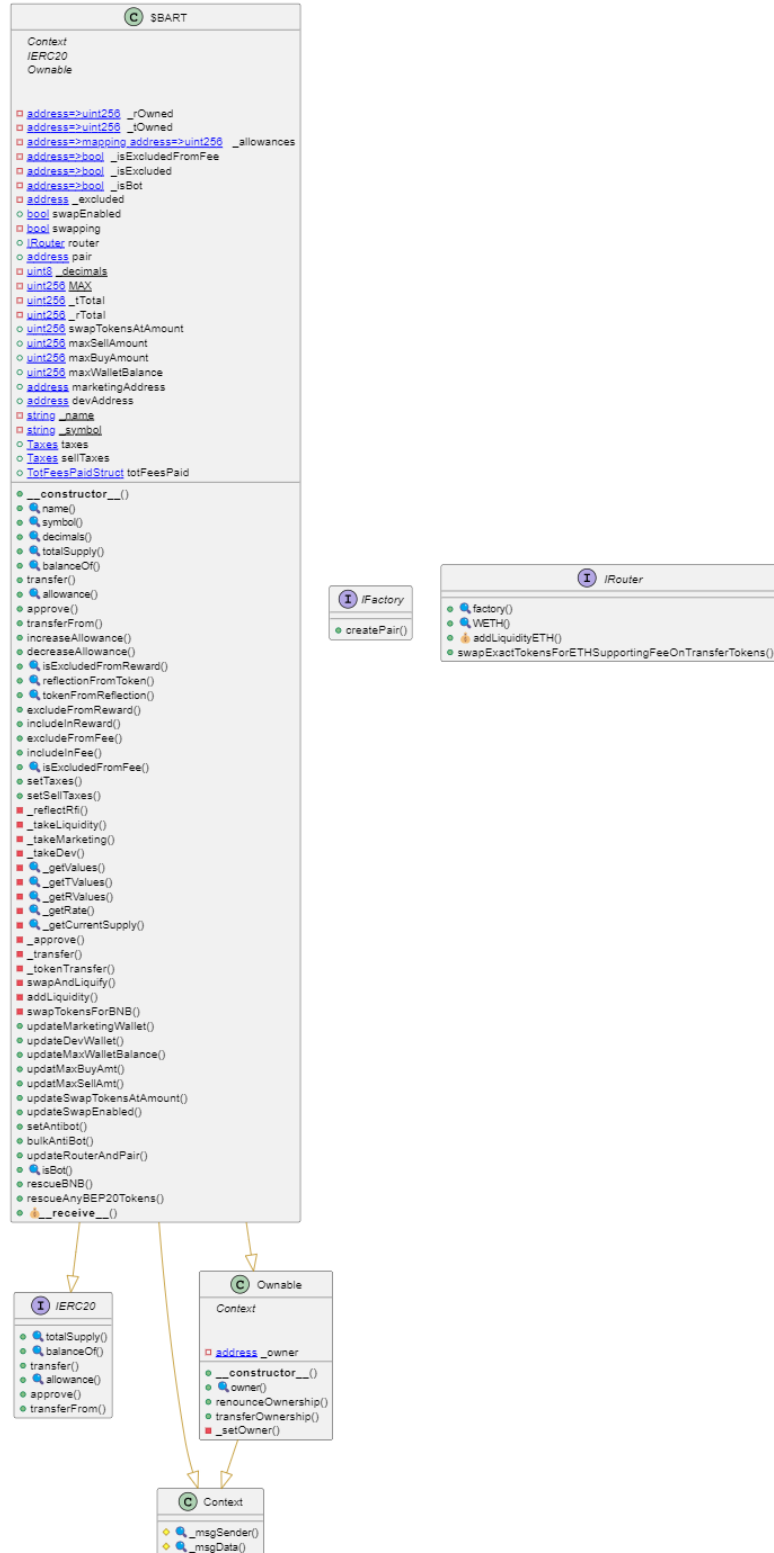 C $BART
Context
IERC20
Ownable
address=>uint256 _rOwned
address=>uint256 _tOwned
address=>mapping address=>uint256 _allowances
address=>bool _isExcludedFromFee
address=>bool _isExcluded
address=>bool _isBot
address _excluded
bool swapEnabled
bool swapping
IRouter router
address pair
uint8 _decimals
uint256 MAX
uint256 _tTotal
uint256 _rTotal
uint256 swapTokensAtAmount
uint256 maxSellAmount
uint256 maxBuyAmount
uint256 maxWalletBalance
address marketingAddress
address devAddress
string _name
string _symbol
Taxes taxes
Taxes sellTaxes
TotFeesPaidStruct totFeesPaid
__constructor__()
name()
symbol()
decimals()
totalSupply()
balanceOf()
transfer()
allowance()
approve()
transferFrom()
increaseAllowance()
decreaseAllowance()
isExcludedFromReward()
reflectionFromToken()
tokenFromReflection()
excludeFromReward()
includeInReward()
excludeFromFee()
includeInFee()
isExcludedFromFee()
setTaxes()
setSellTaxes()
_reflectRfi()
_takeLiquidity()
_takeMarketing()
_takeDev()
_getValues()
_getTValues()
_getRValues()
_getRate()
_getCurrentSupply()
_approve()
_transfer()
_tokenTransfer()
swapAndLiquify()
addLiquidity()
swapTokensForBNB()
updateMarketingWallet()
updateDevWallet()
updateMaxWalletBalance()
updatMaxBuyAmt()
updatMaxSellAmt()
updateSwapTokensAtAmount()
updateSwapEnabled()
setAntibot()
bulkAntiBot()
updateRouterAndPair()
isBot()
rescueBNB()
rescueAnyBEP20Tokens()
__receive__()
I IFactory
createPair()
I IRouter
factory()
WETH()
addLiquidityETH()
swapExactTokensForETHSupportingFeeOnTransferTokens()
I IERC20
totalSupply()
balanceOf()
transfer()
allowance()
approve()
transferFrom()
C Ownable
Context
address _owner
__constructor__()
owner()
renounceOwnership()
transferOwnership()
_setOwner()
C Context
_msgSender()
_msgData()